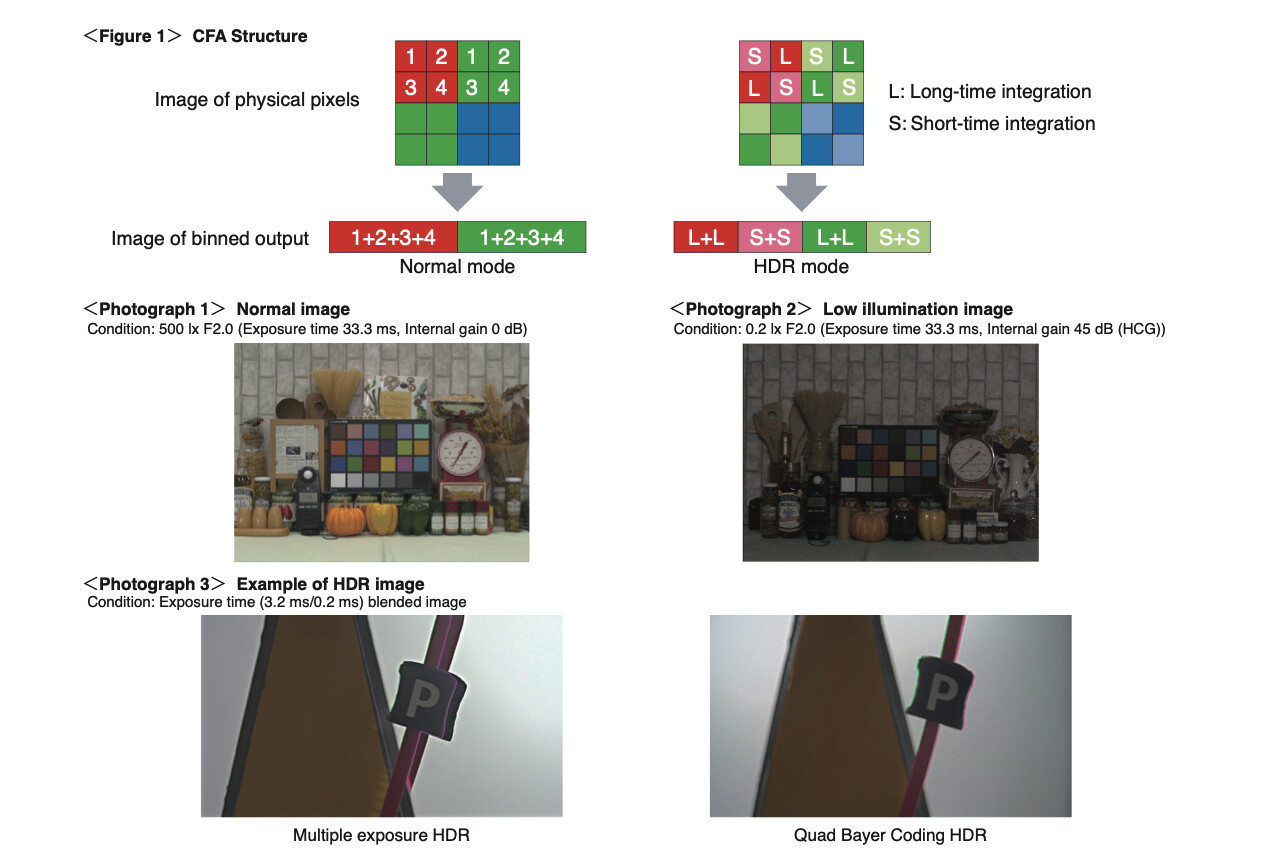 <Figure 1> CFA Structure
1 2 1 2
3 4 3 4
Image of physical pixels
S L S L
L S L S
L: Long-time integration
S: Short-time integration
Image of binned output
1+2+3+4 1+2+3+4
Normal mode
L+L S+S L+L S+S
HDR mode
<Photograph 1> Normal image
Condition: 500 lx F2.0 (Exposure time 33.3 ms, Internal gain 0 dB)
<Photograph 2> Low illumination image
Condition: 0.2 lx F2.0 (Exposure time 33.3 ms, Internal gain 45 dB (HCG))
<Photograph 3> Example of HDR image
Condition: Exposure time (3.2 ms/0.2 ms) blended image
P
P
Multiple exposure HDR
Quad Bayer Coding HDR